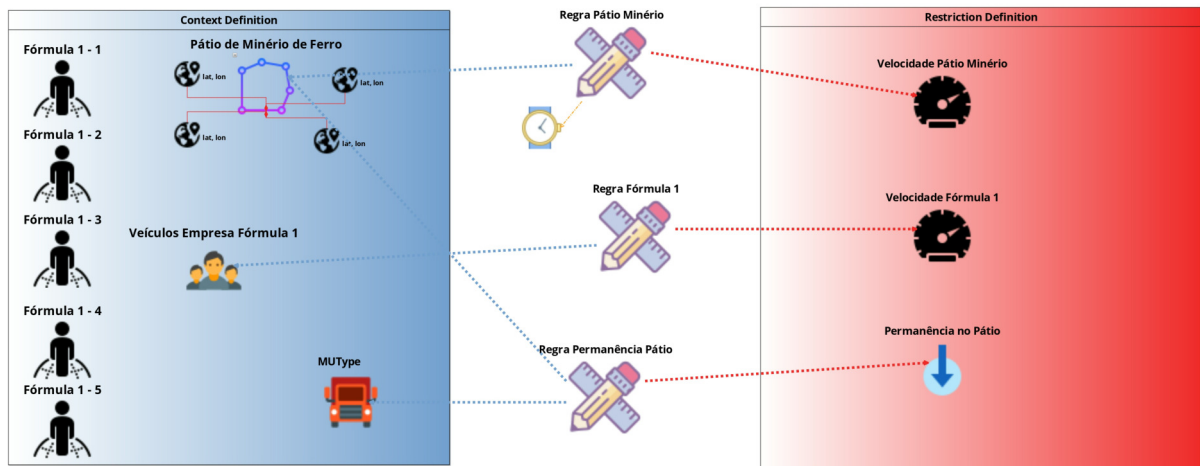 Context Definition
Fórmula 1 - 1
Pátio de Minério de Ferro
lat, lon
lat, lon
lat, lon
lat, lon
Fórmula 1 - 2
Fórmula 1 - 3
Veículos Empresa Fórmula 1
Fórmula 1 - 4
MUType
Fórmula 1 - 5
Regra Pátio Minério
Regra Fórmula 1
Regra Permanência Pátio
Restriction Definition
Velocidade Pátio Minério
Velocidade Fórmula 1
Permanência no Pátio